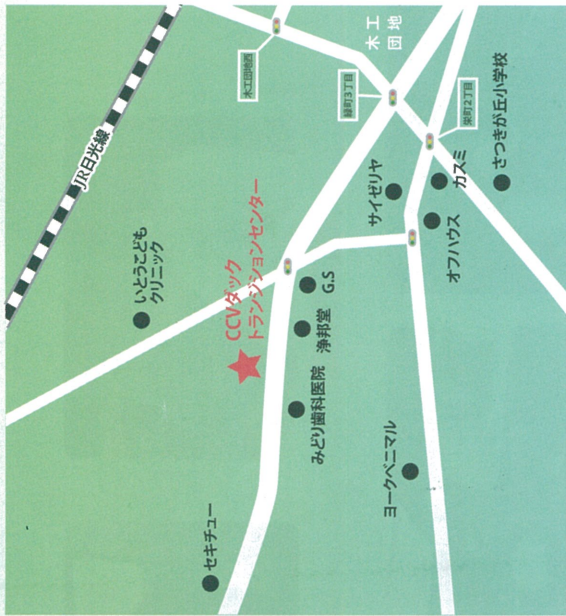 JR日光線
いとうこども
クリニック
セキチュー
CCVダック
トランジションセンター
木工団地西
木工
団地
緑町3丁目
栄町2丁目
さつきが丘小学校
カスミ
オフハウス
サイゼリヤ
G.S
浄邦堂
みどり歯科医院
ヨークベニマル